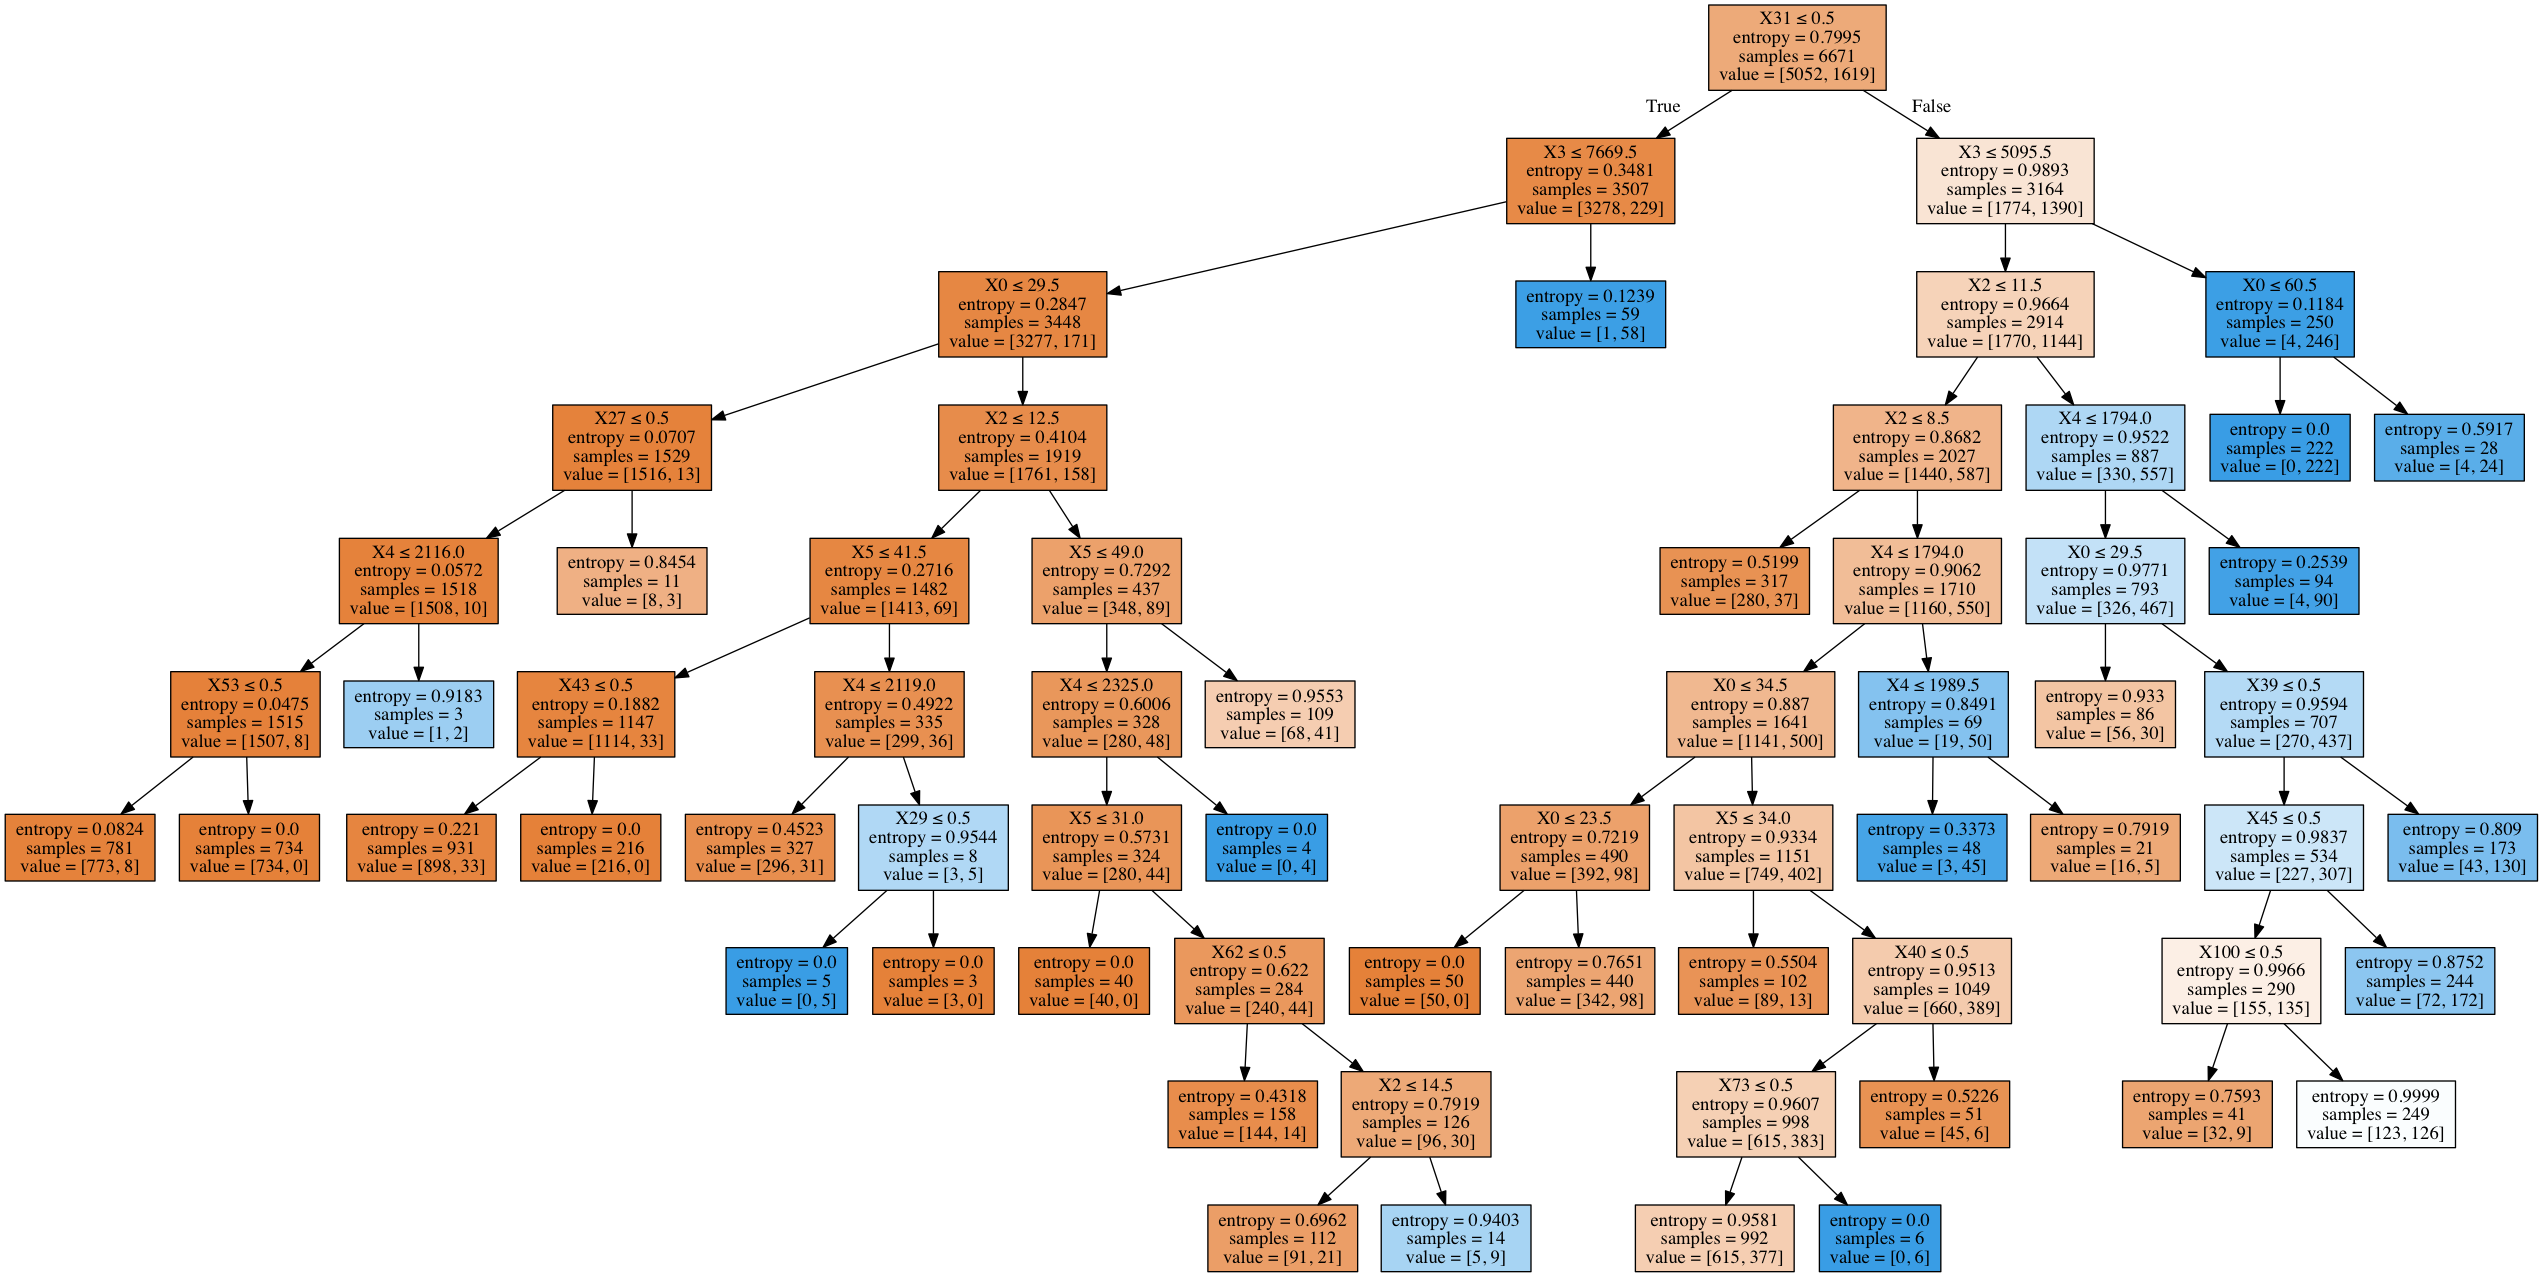 X31 ≤ 0.5
entropy = 0.7995
samples = 6671
value = [5052, 1619]
True
False
X3 ≤ 7669.5
entropy = 0.3481
samples = 3507
value = [3278, 229]
X3 ≤ 5095.5
entropy = 0.9893
samples = 3164
value = [1774, 1390]
X0 ≤ 29.5
entropy = 0.2847
samples = 3448
value = [3277, 171]
entropy = 0.1239
samples = 59
value = [1, 58]
X2 ≤ 11.5
entropy = 0.9664
samples = 2914
value = [1770, 1144]
X0 ≤ 60.5
entropy = 0.1184
samples = 250
value = [4, 246]
X27 ≤ 0.5
entropy = 0.0707
samples = 1529
value = [1516, 13]
X2 ≤ 12.5
entropy = 0.4104
samples = 1919
value = [1761, 158]
X2 ≤ 8.5
entropy = 0.8682
samples = 2027
value = [1440, 587]
X4 ≤ 1794.0
entropy = 0.9522
samples = 887
value = [330, 557]
entropy = 0.0
samples = 222
value = [0, 222]
entropy = 0.5917
samples = 28
value = [4, 24]
X4 ≤ 2116.0
entropy = 0.0572
samples = 1518
value = [1508, 10]
entropy = 0.8454
samples = 11
value = [8, 3]
X5 ≤ 41.5
entropy = 0.2716
samples = 1482
value = [1413, 69]
X5 ≤ 49.0
entropy = 0.7292
samples = 437
value = [348, 89]
entropy = 0.5199
samples = 317
value = [280, 37]
X4 ≤ 1794.0
entropy = 0.9062
samples = 1710
value = [1160, 550]
X0 ≤ 29.5
entropy = 0.9771
samples = 793
value = [326, 467]
entropy = 0.2539
samples = 94
value = [4, 90]
X53 ≤ 0.5
entropy = 0.0475
samples = 1515
value = [1507, 8]
entropy = 0.9183
samples = 3
value = [1, 2]
X43 ≤ 0.5
entropy = 0.1882
samples = 1147
value = [1114, 33]
X4 ≤ 2119.0
entropy = 0.4922
samples = 335
value = [299, 36]
X4 ≤ 2325.0
entropy = 0.6006
samples = 328
value = [280, 48]
entropy = 0.9553
samples = 109
value = [68, 41]
X0 ≤ 34.5
entropy = 0.887
samples = 1641
value = [1141, 500]
X4 ≤ 1989.5
entropy = 0.8491
samples = 69
value = [19, 50]
entropy = 0.933
samples = 86
value = [56, 30]
X39 ≤ 0.5
entropy = 0.9594
samples = 707
value = [270, 437]
entropy = 0.0824
samples = 781
value = [773, 8]
entropy = 0.0
samples = 734
value = [734, 0]
entropy = 0.221
samples = 931
value = [898, 33]
entropy = 0.0
samples = 216
value = [216, 0]
entropy = 0.4523
samples = 327
value = [296, 31]
X29 ≤ 0.5
entropy = 0.9544
samples = 8
value = [3, 5]
X5 ≤ 31.0
entropy = 0.5731
samples = 324
value = [280, 44]
entropy = 0.0
samples = 4
value = [0, 4]
X0 ≤ 23.5
entropy = 0.7219
samples = 490
value = [392, 98]
X5 ≤ 34.0
entropy = 0.9334
samples = 1151
value = [749, 402]
entropy = 0.3373
samples = 48
value = [3, 45]
entropy = 0.7919
samples = 21
value = [16, 5]
X45 ≤ 0.5
entropy = 0.9837
samples = 534
value = [227, 307]
entropy = 0.809
samples = 173
value = [43, 130]
entropy = 0.0
samples = 5
value = [0, 5]
entropy = 0.0
samples = 3
value = [3, 0]
entropy = 0.0
samples = 40
value = [40, 0]
X62 ≤ 0.5
entropy = 0.622
samples = 284
value = [240, 44]
entropy = 0.0
samples = 50
value = [50, 0]
entropy = 0.7651
samples = 440
value = [342, 98]
entropy = 0.5504
samples = 102
value = [89, 13]
X40 ≤ 0.5
entropy = 0.9513
samples = 1049
value = [660, 389]
X100 ≤ 0.5
entropy = 0.9966
samples = 290
value = [155, 135]
entropy = 0.8752
samples = 244
value = [72, 172]
entropy = 0.4318
samples = 158
value = [144, 14]
X2 ≤ 14.5
entropy = 0.7919
samples = 126
value = [96, 30]
X73 ≤ 0.5
entropy = 0.9607
samples = 998
value = [615, 383]
entropy = 0.5226
samples = 51
value = [45, 6]
entropy = 0.7593
samples = 41
value = [32, 9]
entropy = 0.9999
samples = 249
value = [123, 126]
entropy = 0.6962
samples = 112
value = [91, 21]
entropy = 0.9403
samples = 14
value = [5, 9]
entropy = 0.9581
samples = 992
value = [615, 377]
entropy = 0.0
samples = 6
value = [0, 6]